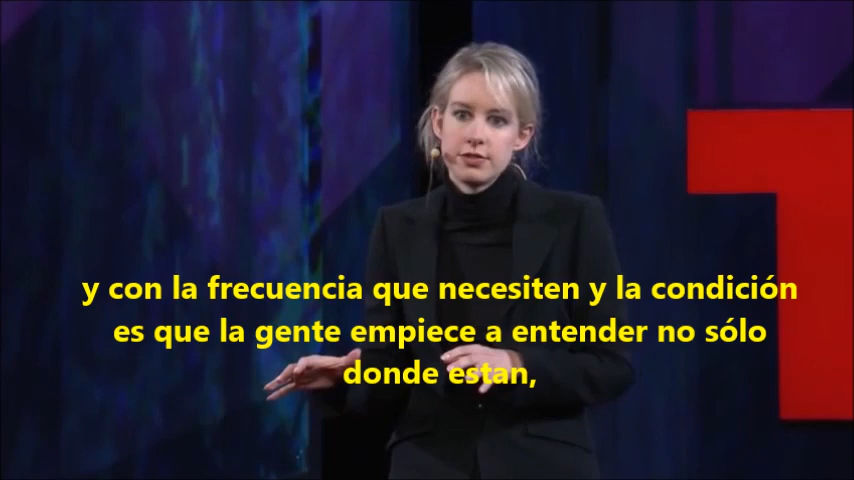 y con la frecuencia que necesiten y la condición
es que la gente empiece a entender no sólo
donde estan,
T